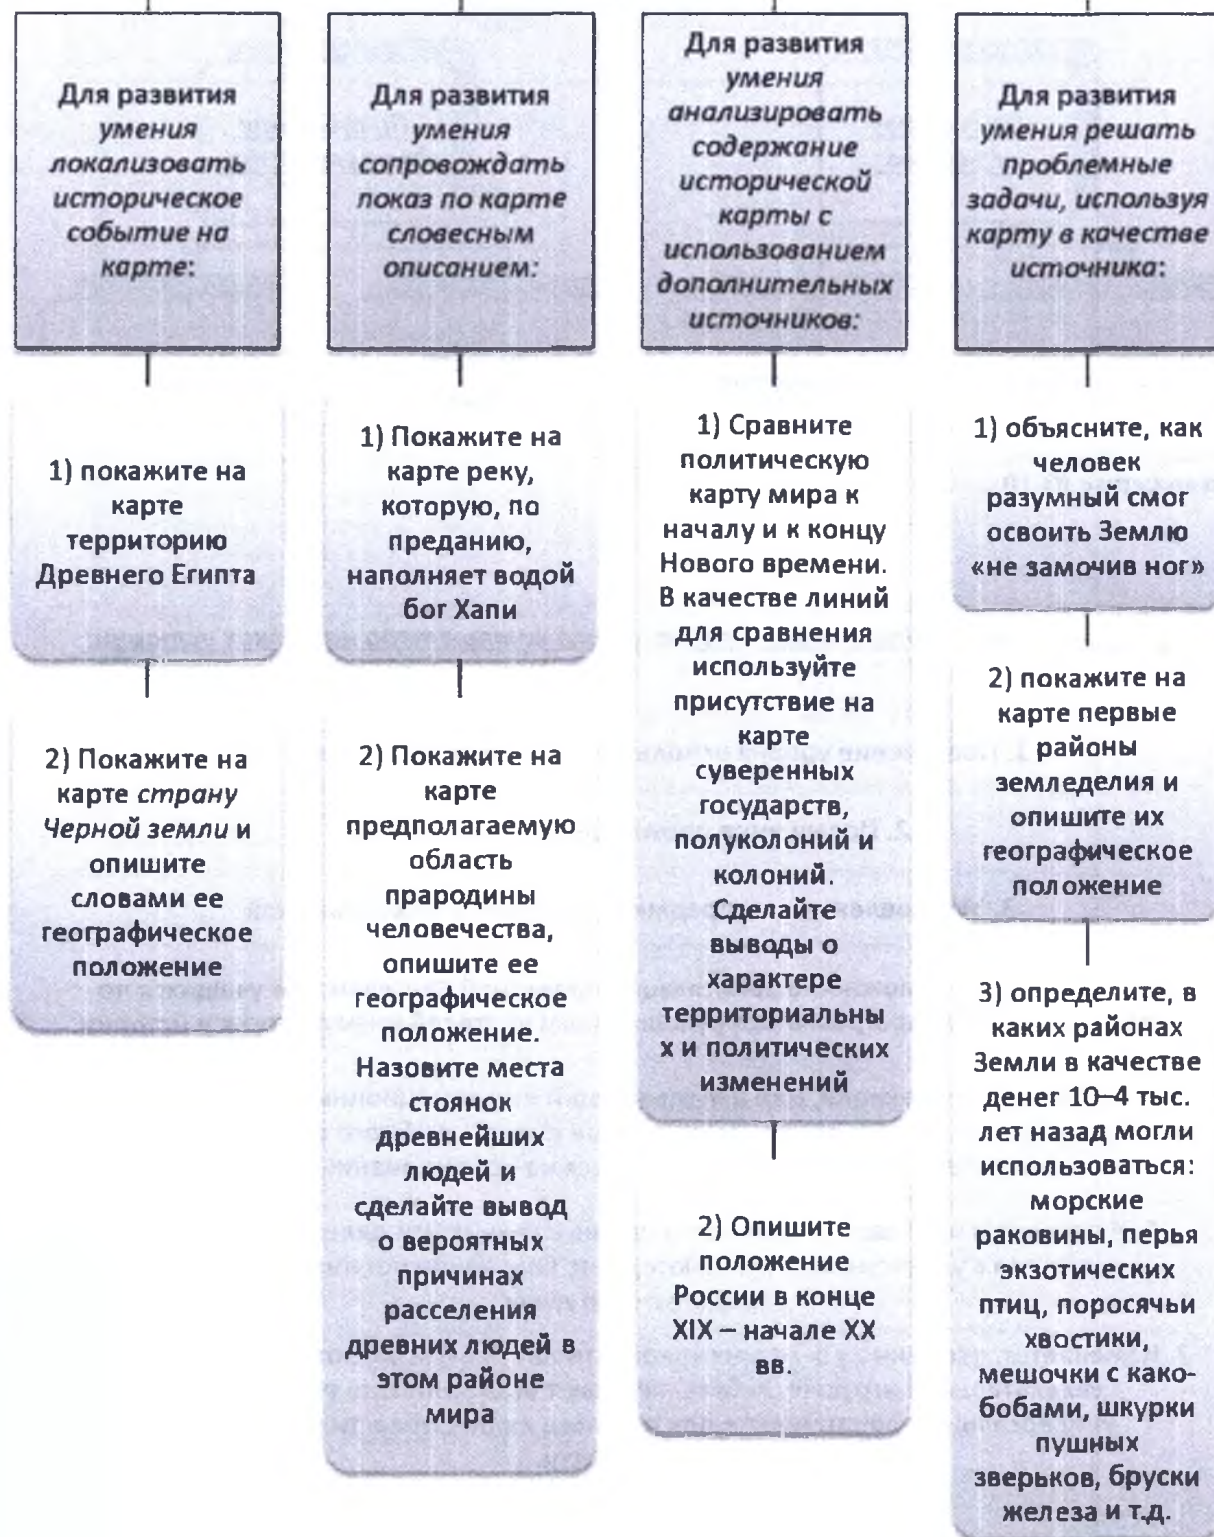 Для развития
умения
локализовать
историческое
событие на
карте:
1) покажите на
карте
территорию
Древнего Египта
2) Покажите на
карте страну
Черной земли и
опишите
словами ее
географическое
положение
Для развития
умения
сопровождать
показ по карте
словесным
описанием:
1) Покажите на
карте реку,
которую, по
преданию,
наполняет водой
бог Хапи
2) Покажите на
карте
предполагаемую
область
прародины
человечества,
опишите ее
географическое
положение.
Назовите места
стоянок
древнейших
людей и
сделайте вывод
о вероятных
причинах
расселения
древних людей в
этом районе
мира
Для развития
умения
анализировать
содержание
исторической
карты с
использованием
дополнительных
источников:
1) Сравните
политическую
карту мира к
началу и к концу
Нового времени.
В качестве линий
для сравнения
используйте
присутствие на
карте
суверенных
государств,
полуколоний и
колоний.
Сделайте
выводы о
характере
территориальны
х и политических
изменений
2) Опишите
положение
России в конце
XIX – начале XX
вв.
Для развития
умения решать
проблемные
задачи, используя
карту в качестве
источника:
1) объясните, как
человек
разумный смог
освоить Землю
«не замочив ног»
2) покажите на
карте первые
районы
земледелия и
опишите их
географическое
положение
3) определите, в
каких районах
Земли в качестве
денег 10–4 тыс.
лет назад могли
использоваться:
морские
раковины, перья
экзотических
птиц, поросячьи
хвостики,
мешочки с како-
бобами, шкурки
пушных
зверьков, бруски
железа и т.д.